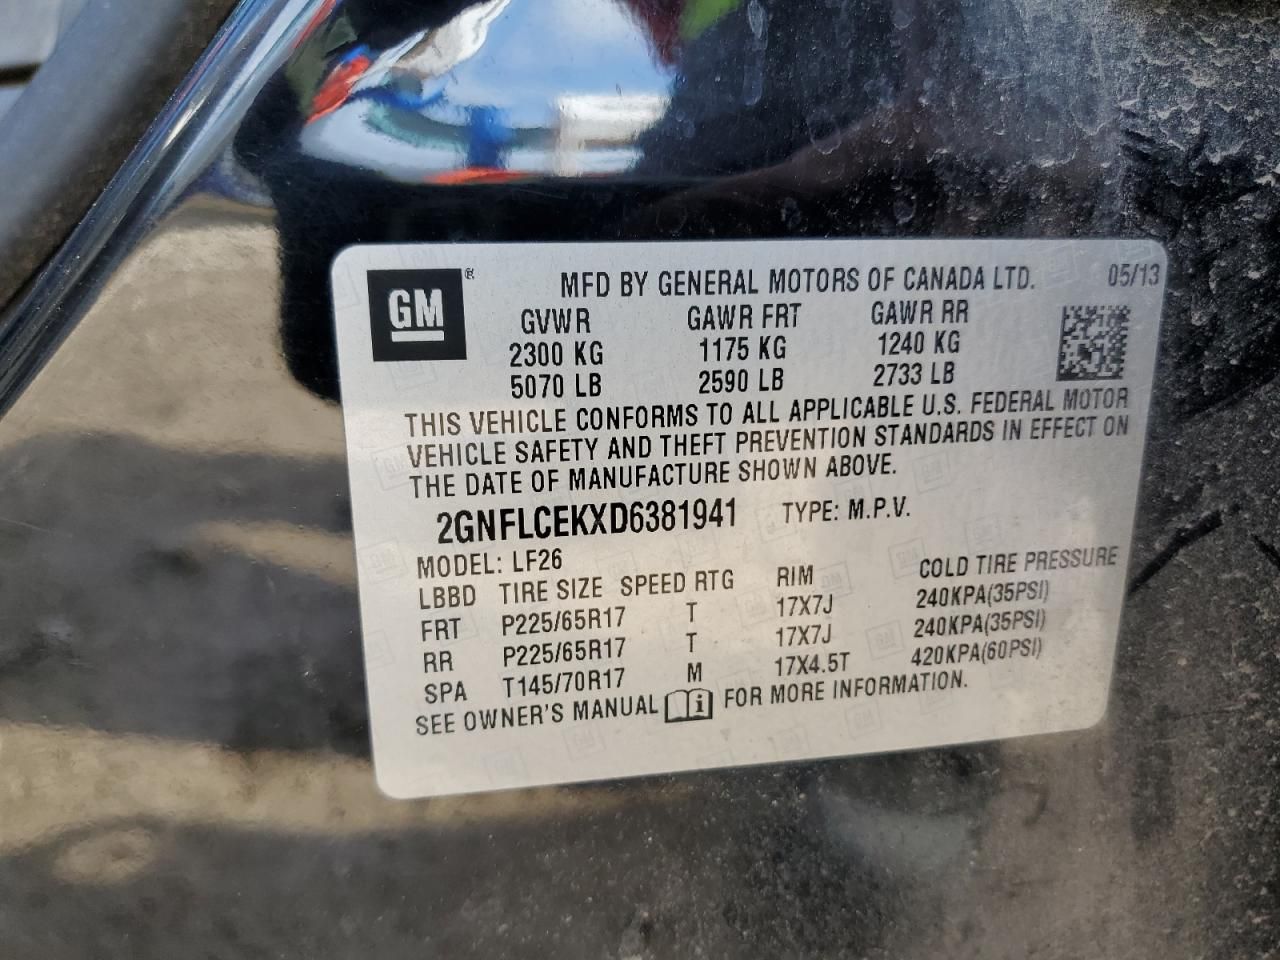 GM®
MFD BY GENERAL MOTORS OF CANADA LTD. 05/13
GVWR GAWR FRT GAWR RR
2300 KG 1175 KG 1240 KG
5070 LB 2590 LB 2733 LB
THIS VEHICLE CONFORMS TO ALL APPLICABLE U.S. FEDERAL MOTOR
VEHICLE SAFETY AND THEFT PREVENTION STANDARDS IN EFFECT ON
THE DATE OF MANUFACTURE SHOWN ABOVE.
2GNFLCEKXD6381941 TYPE: M.P.V.
MODEL: LF26
LBBD TIRE SIZE SPEED RTG RIM COLD TIRE PRESSURE
FRT P225/65R17 T 17X7J 240KPA(35PSI)
RR P225/65R17 T 17X7J 240KPA(35PSI)
SPA T145/70R17 M 17X4.5T 420KPA(60PSI)
SEE OWNER'S MANUAL i FOR MORE INFORMATION.